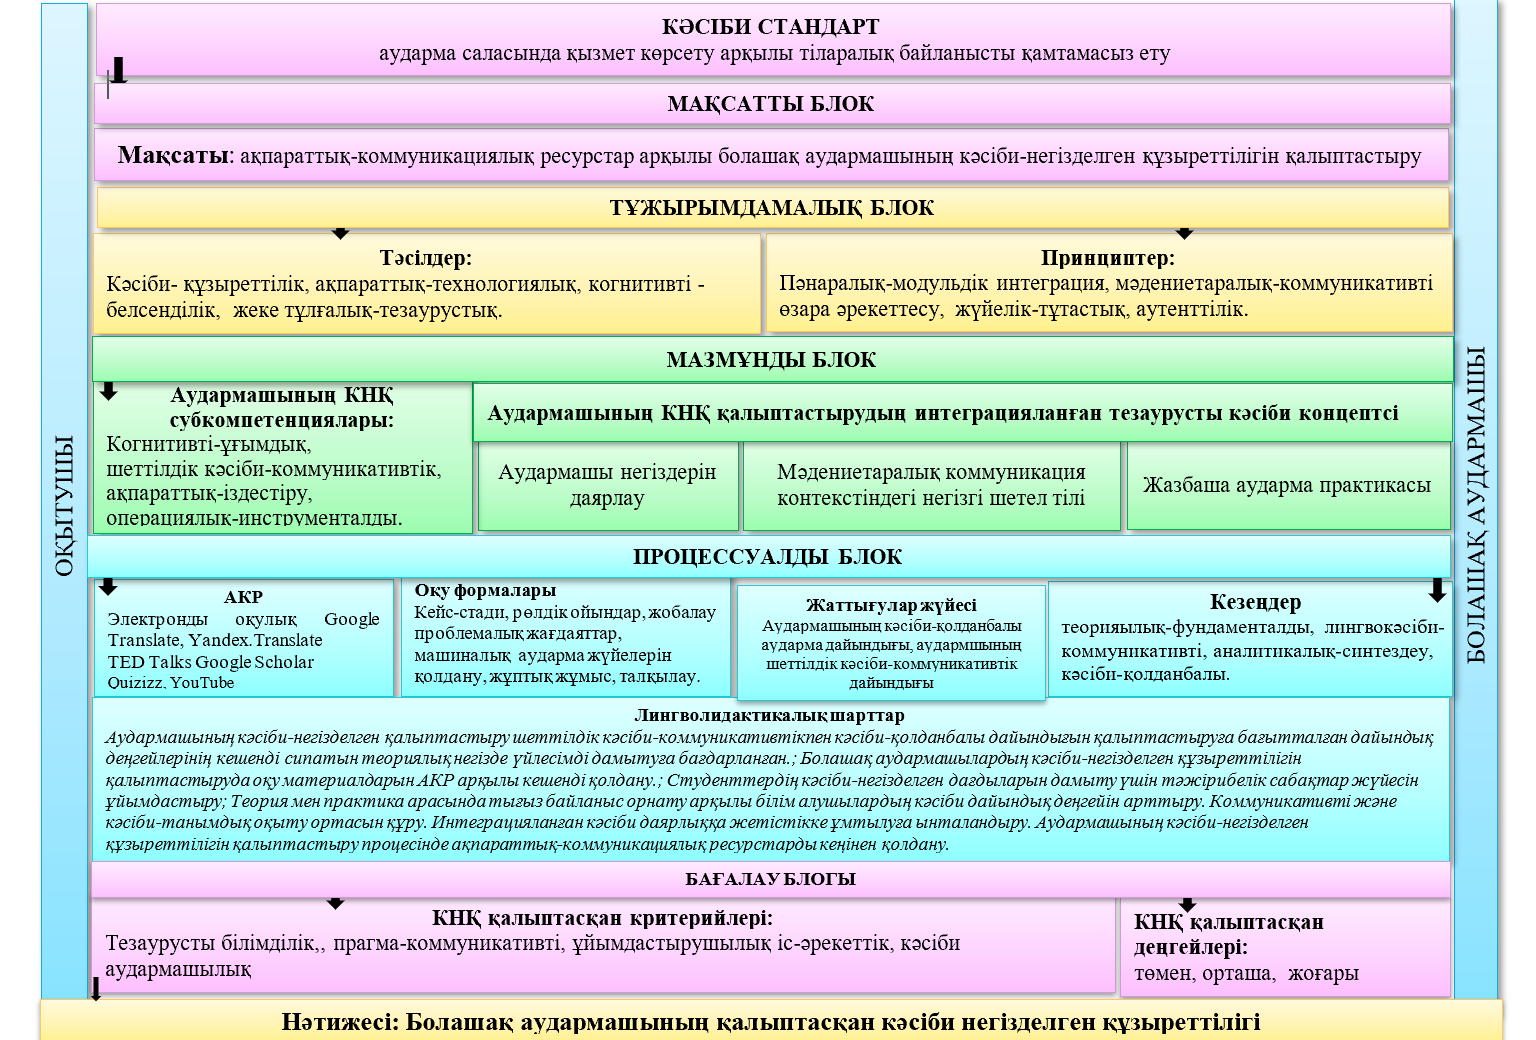 КӘСІБИ СТАНДАРТ
аударма саласында қызмет көрсету арқылы тіларалық байланысты қамтамасыз ету
МАҚСАТТЫ БЛОК
Мақсаты: ақпараттық-коммуникациялық ресурстар арқылы болашақ аудармашының кәсіби-негізделген құзыреттілігін қалыптастыру
ТҰЖЫРЫМДАМАЛЫҚ БЛОК
Тәсілдер:
Кәсіби- құзыреттілік, ақпараттық-технологиялық, когнитивті -
белсенділік, жеке тұлғалық-тезаурустық.
Принциптер:
Пәнаралық-модульдік интеграция, мәдениетаралық-коммуникативті
өзара әрекеттесу, жүйелік-тұтастық, аутенттілік.
МАЗМҰНДЫ БЛОК
Аудармашының КНҚ
субкомпетенциялары:
Когнитивті-ұғымдық,
шеттілдік кәсіби-коммуникативтік,
ақпараттық-іздестіру,
операциялық-инструменталды.
Аудармашының КНҚ қалыптастырудың интеграцияланған тезаурусты кәсіби концептсі
Аудармашы негіздерін
даярлау
Мәдениетаралық коммуникация
контекстіндегі негізгі шетел тілі
Жазбаша аударма практикасы
ПРОЦЕССУАЛДЫ БЛОК
АКР
Электронды оқулық Google
Translate, Yandex.Translate
TED Talks Google Scholar
Quizizz, YouTube
Оқу формалары
Кейс-стади, рөлдік ойындар, жобалау
проблемалық жағдаяттар,
машиналық аударма жүйелерін
қолдану, жұптық жұмыс, талқылау.
Жаттығулар жүйесі
Аудармашының кәсіби-қолданбалы
аударма дайындығы, аудармшының
шеттілдік кәсіби-коммуникативтік
дайындығы
Кезеңдер
теорияылық-фундаменталды, лингвокәсіби-
коммуникативті, аналитикалық-синтездеу,
кәсіби-қолданбалы.
Лингволидактикалық шарттар
Аудармашының кәсіби-негізделген қалыптастыру шеттілдік кәсіби-коммуникативтікпен кәсіби-қолданбалы дайындығын қалыптастыруға бағытталған дайындық
деңгейлерінің кешенді сипатын теориялық негізде үйлесімді дамытуға бағдарланған.; Болашақ аудармашылардың кәсіби-негізделген құзыреттілігін
қалыптастыруда оқу материалдарын АКР арқылы кешенді қолдану.; Студенттердің кәсіби-негізделген дағдыларын дамыту үшін тәжірибелік сабақтар жүйесін
ұйымдастыру; Теория мен практика арасында тығыз байланыс орнату арқылы білім алушылардың кәсіби дайындық деңгейін арттыру. Коммуникативті және
кәсіби-танымдық оқыту ортасын құру. Интеграцияланған кәсіби даярлыққа жетістікке ұмтылуға ынталандыру. Аудармашының кәсіби-негізделген
құзыреттілігін қалыптастыру процесінде ақпараттық-коммуникациялық ресурстарды кеңінен қолдану.
БАҒАЛАУ БЛОГЫ
КНҚ қалыптасқан критерийлері:
Тезаурусты білімділік,, прагма-коммуникативті, ұйымдастырушылық іс-әрекеттік, кәсіби
аудармашылық
КНҚ қалыптасқан
деңгейлері:
төмен, орташа, жоғары
Нәтижесі: Болашақ аудармашының қалыптасқан кәсіби негізделген құзыреттілігі
ОҚЫТУШЫ
БОЛАШАҚ АУДАРМАШЫ